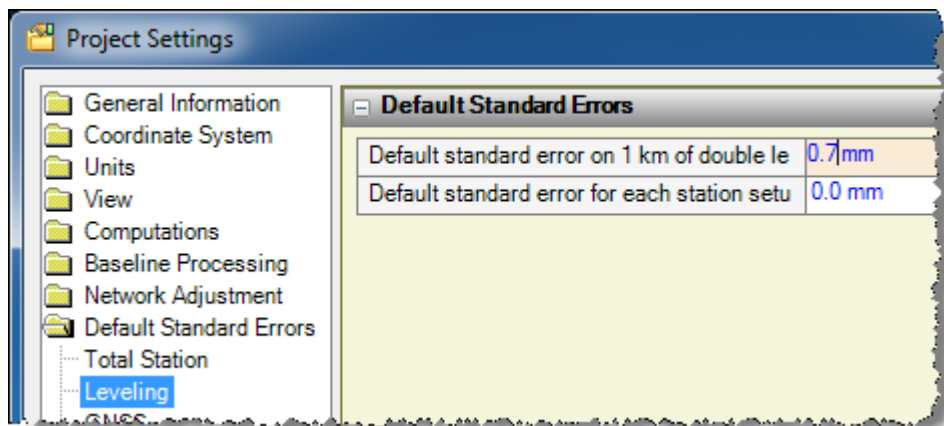 Project Settings
General Information
Coordinate System
Units
View
Computations
Baseline Processing
Network Adjustment
Default Standard Errors
Total Station
Leveling
GNSS
Default Standard Errors
Default standard error on 1 km of double le 0.7 mm
Default standard error for each station setu 0.0 mm